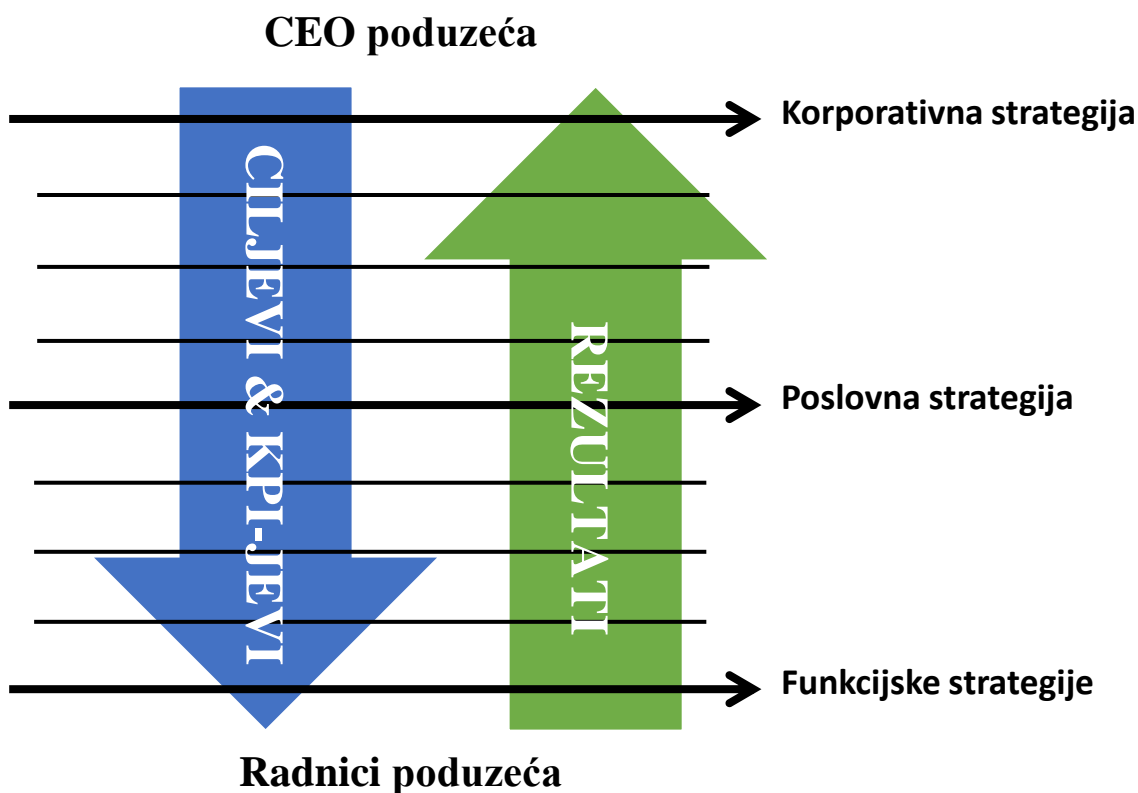 CEO poduzeća
Korporativna strategija
CILJEVI & KPI-JEVI
REZULTATI
Poslovna strategija
Funkcijske strategije
Radnici poduzeća